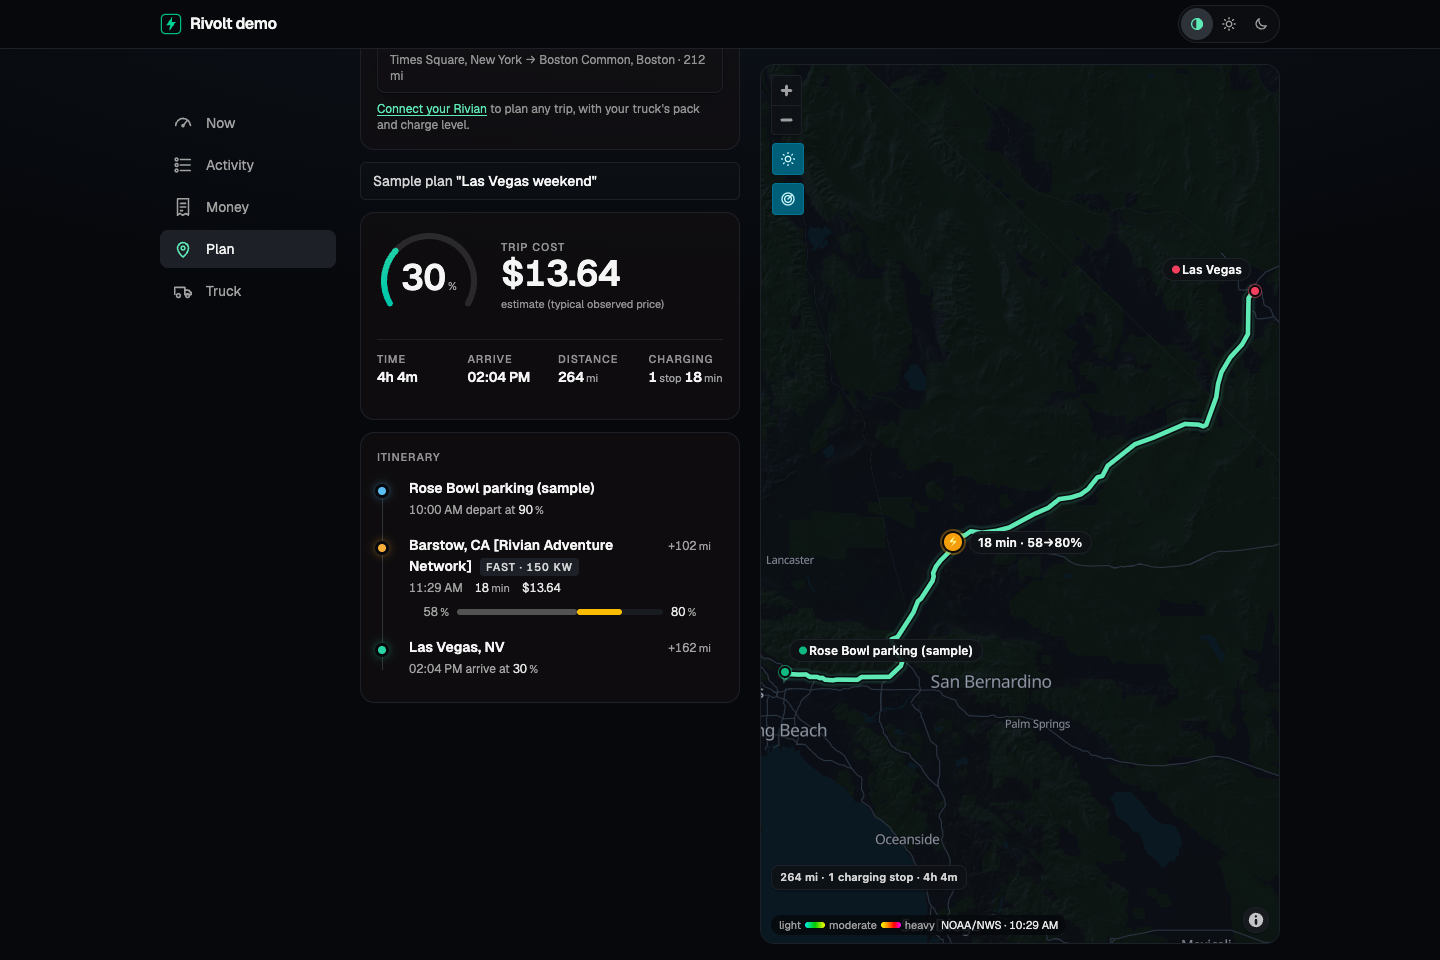 Rivolt demo
Now
Activity
Money
Plan
Truck
Times Square, New York → Boston Common, Boston · 212
mi
Connect your Rivian to plan any trip, with your truck's pack
and charge level.
Sample plan "Las Vegas weekend"
30 %
TRIP COST
$13.64
estimate (typical observed price)
TIME
4h 4m
ARRIVE
02:04 PM
DISTANCE
264 mi
CHARGING
1 stop 18 min
ITINERARY
Rose Bowl parking (sample)
10:00 AM depart at 90 %
Barstow, CA [Rivian Adventure
Network] FAST · 150 KW
+102 mi
11:29 AM 18 min $13.64
58 % 80 %
Las Vegas, NV
+162 mi
02:04 PM arrive at 30 %
Las Vegas
18 min · 58→80%
Lancaster
Rose Bowl parking (sample)
San Bernardino
Palm Springs
ng Beach
Oceanside
264 mi · 1 charging stop · 4h 4m
light moderate heavy NOAA/NWS · 10:29 AM